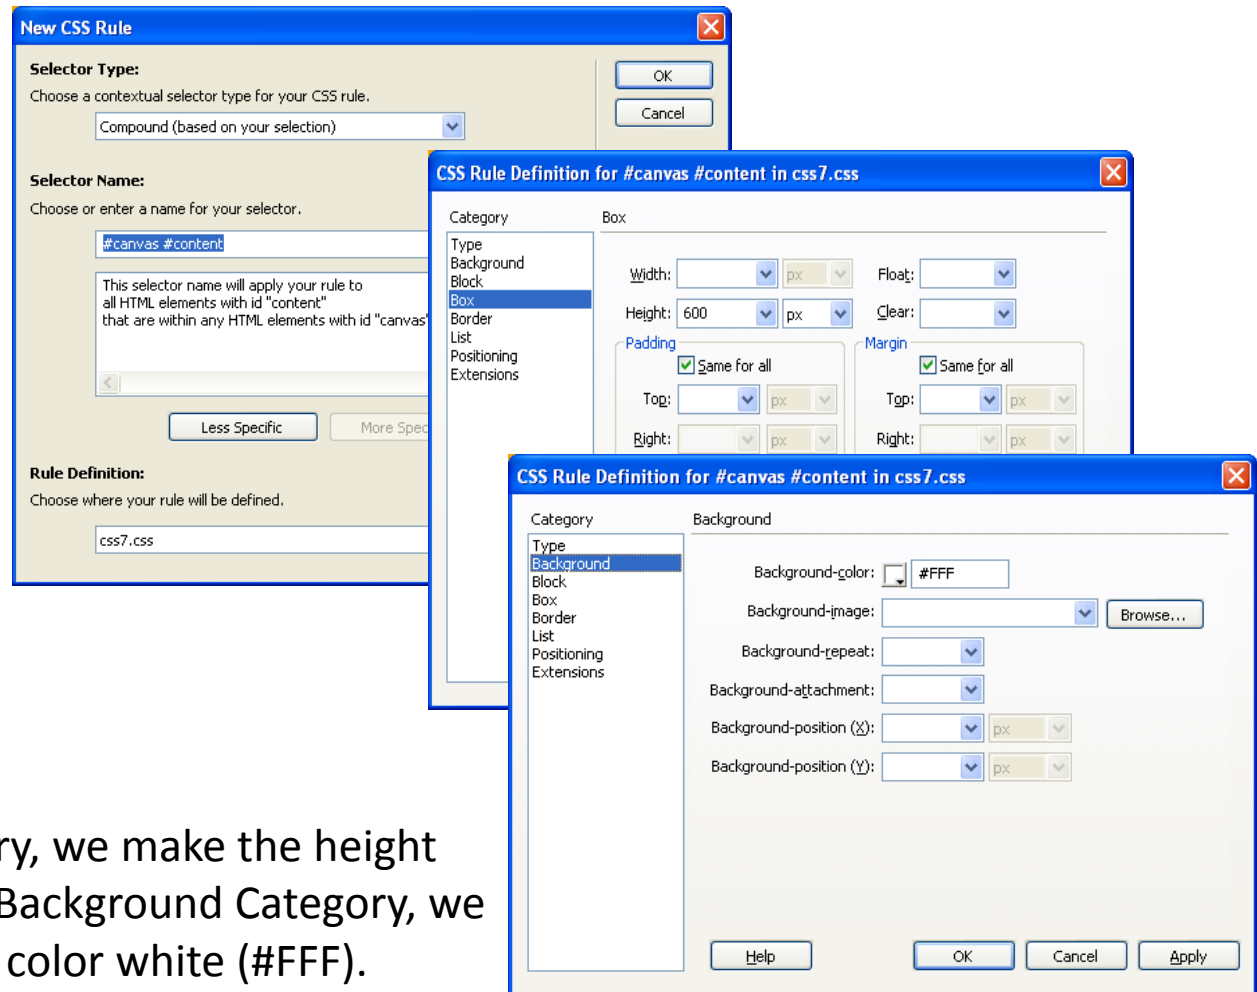 New CSS Rule
Selector Type:
Choose a contextual selector type for your CSS rule.
Compound (based on your selection)
OK
Cancel
Selector Name:
Choose or enter a name for your selector.
#canvas #content
This selector name will apply your rule to
all HTML elements with id "content"
that are within any HTML elements with id "canvas"
Less Specific
More Spec
Rule Definition:
Choose where your rule will be defined.
css7.css
CSS Rule Definition for #canvas #content in css7.css
Category
Type
Background
Block
Box
Border
List
Positioning
Extensions
Box
Width: px Float:
Height: 600 px Clear:
Padding
Same for all
Top: px
Right: px
Margin
Same for all
Top: px
Right: px
CSS Rule Definition for #canvas #content in css7.css
Category
Type
Background
Block
Box
Border
List
Positioning
Extensions
Background
Background-color: #FFF
Background-image: Browse...
Background-repeat:
Background-attachment:
Background-position (X): px
Background-position (Y): px
Help OK Cancel Apply
ry, we make the height
Background Category, we
color white (#FFF).